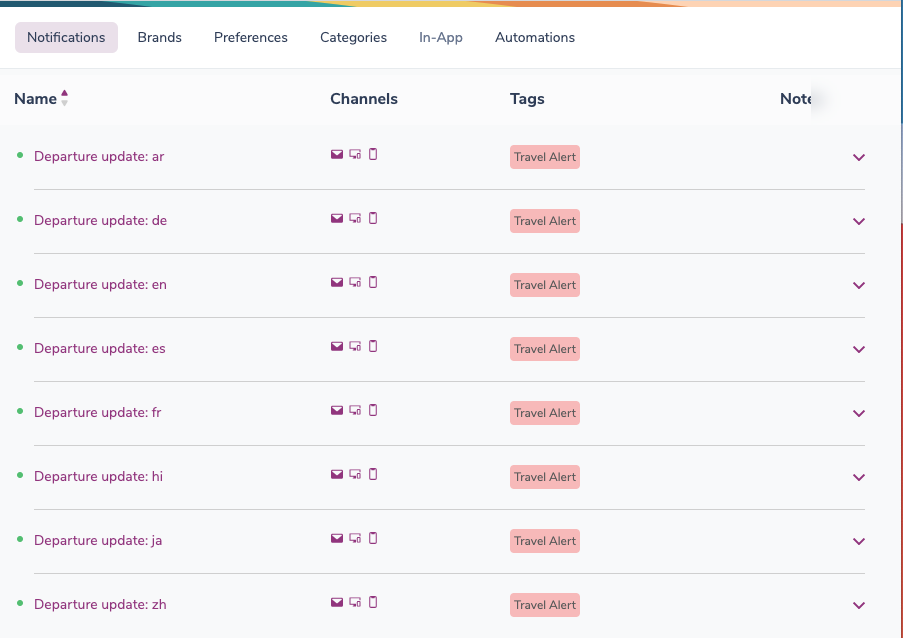 Notifications Brands Preferences Categories In-App Automations
Name Channels Tags Note
Departure update: ar Travel Alert
Departure update: de Travel Alert
Departure update: en Travel Alert
Departure update: es Travel Alert
Departure update: fr Travel Alert
Departure update: hi Travel Alert
Departure update: ja Travel Alert
Departure update: zh Travel Alert